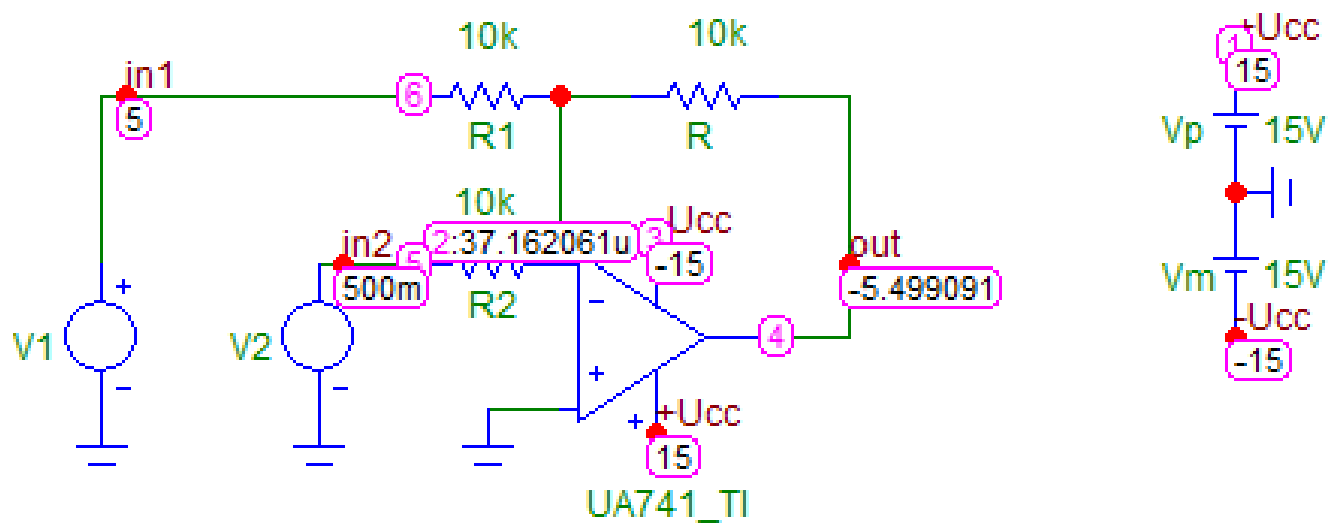 10k
10k
+Ucc
1
15
in1
6
5
R1
R
Vp
15V
10k
Ucc
in2
2:37.162061u
3
out
5
-15
500m
-5.499091
R2
Vm
15V
+
-
-Ucc
V1
V2
4
-15
-
-
+
+
+Ucc
15
UA741_TI